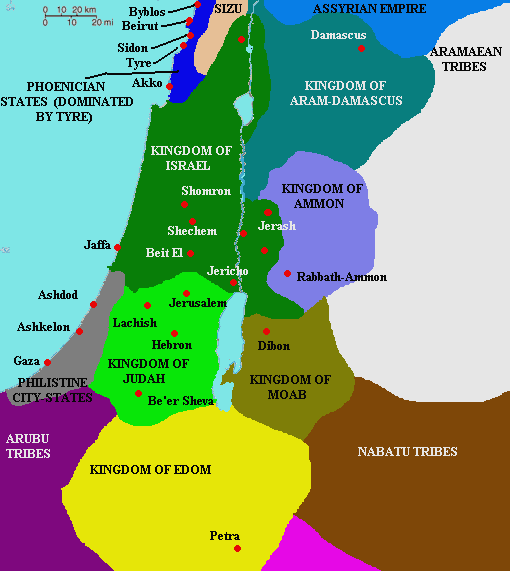 0 10 20 km
0 10 20 mi
Byblos
Beirut
Sidon
Tyre
Akko
SIZU
ASSYRIAN EMPIRE
Damascus
ARAMAEAN
TRIBES
PHOENICIAN
STATES (DOMINATED
BY TYRE)
KINGDOM OF
ARAM-DAMASCUS
KINGDOM OF
ISRAEL
Shomron
Shechem
Beit El
Jaffa
Jericho
KINGDOM OF
AMMON
Jerash
Rabbath-Ammon
Ashdod
Ashkelon
Gaza
Jerusalem
Lachish
Hebron
Dibon
KINGDOM OF
JUDAH
Be'er Sheva
KINGDOM OF
MOAB
PHILISTINE
CITY STATES
ARUBU
TRIBES
KINGDOM OF EDOM
NABATU TRIBES
Petra